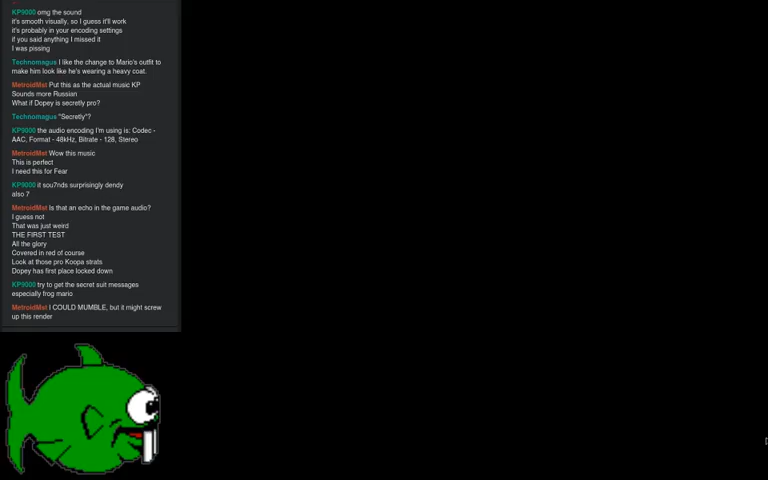 KP9000 omg the sound
it's smooth visually, so I guess it'll work
it's probably in your encoding settings
if you said anything I missed it
I was pissing
Technomagus I like the change to Mario's outfit to
make him look like he's wearing a heavy coat.
MetroidMst Put this as the actual music KP
Sounds more Russian
What if Dopey is secretly pro?
Technomagus "Secretly"?
KP9000 the audio encoding I'm using is: Codec -
AAC, Format - 48kHz, Bitrate - 128, Stereo
MetroidMst Wow this music
This is perfect
I need this for Fear
KP9000 it sou7nds surprisingly dendy
also 7
MetroidMst Is that an echo in the game audio?
I guess not
That was just weird
THE FIRST TEST
All the glory
Covered in red of course
Look at those pro Koopa strats
Dopey has first place locked down
KP9000 try to get the secret suit messages
especially frog mario
MetroidMst I COULD MUMBLE, but it might screw
up this render